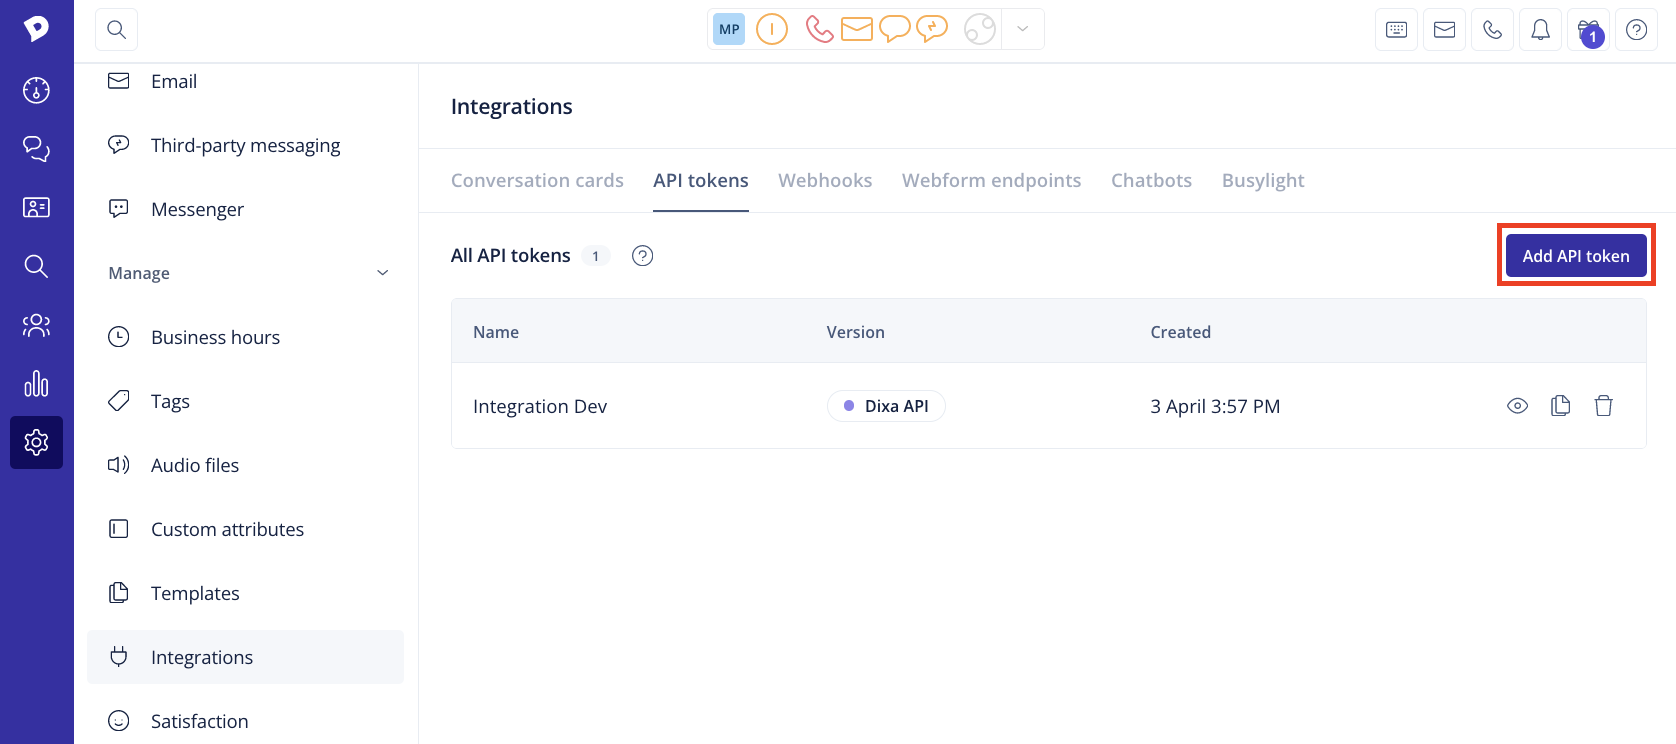 MP
1
Email
Third-party messaging
Messenger
Manage
Business hours
Tags
Audio files
Custom attributes
Templates
Integrations
Satisfaction
Integrations
Conversation cards API tokens Webhooks Webform endpoints Chatbots Busylight
All API tokens 1 ?
Add API token
Name Version Created
Integration Dev Dixa API 3 April 3:57 PM